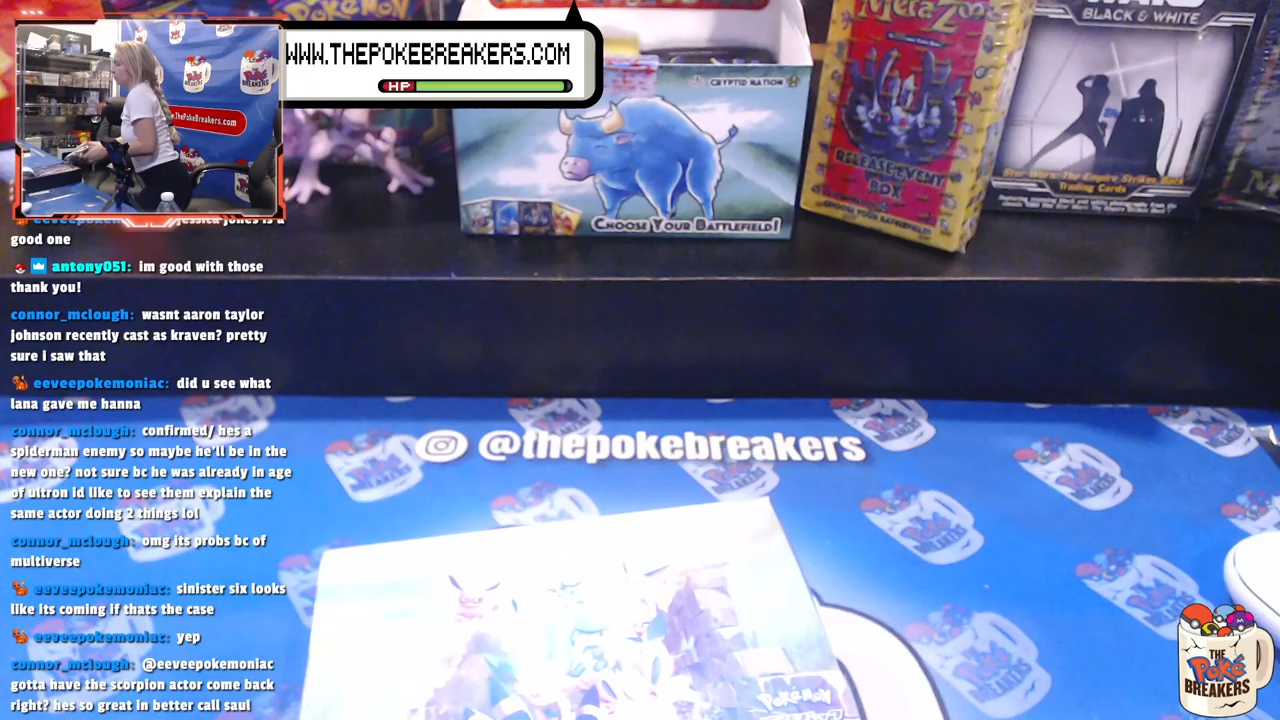 WWW.THEPOKEBREAKERS.COM
HP
www.ThePokeBreakers.com
good one
antony051: im good with those
thank you!
connor_mclough: wasnt aaron taylor
johnson recently cast as kraven? pretty
sure i saw that
eeveepokemoniac: did u see what
lana gave me hanna
connor_mclough: confirmed/ hes a
spiderman enemy so maybe he'll be in the
new one? not sure bc he was already in age
of ultron id like to see them explain the
same actor doing 2 things lol
connor_mclough: omg its probs bc of
multiverse
eeveepokemoniac: sinister six looks
like its coming if thats the case
eeveepokemoniac: yep
connor_mclough: @eeveepokemoniac
gotta have the scorpion actor come back
right? hes so great in better call saul
CRYPTID NATION
CHOOSE YOUR BATTLEFIELD!
MetaZoo
RELEASE EVENT
BOX
BLACK & WHITE
Star Wars: The Empire Strikes Back
Trading Cards
@thepokebreakers
Pokémon
THE
Poké
BREAKERS